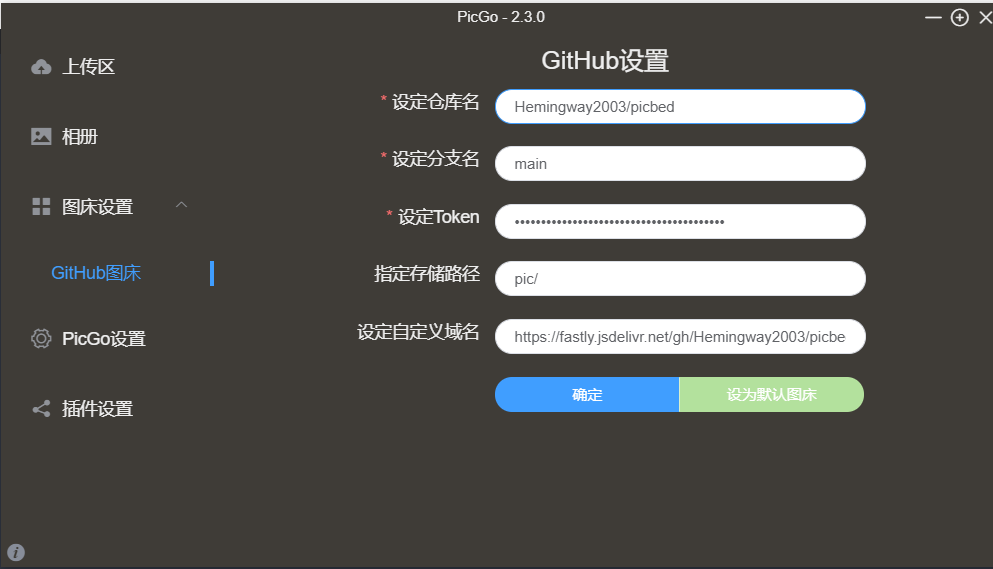 PicGo - 2.3.0
上传区
相册
图床设置
GitHub图床
PicGo设置
插件设置
GitHub设置
* 设定仓库名 Hemingway2003/picbed
* 设定分支名 main
* 设定Token ••••••••••••••••••••••••••••••••••••••••
指定存储路径 pic/
设定自定义域名 https://fastly.jsdelivr.net/gh/Hemingway2003/picbe
确定 设为默认图床